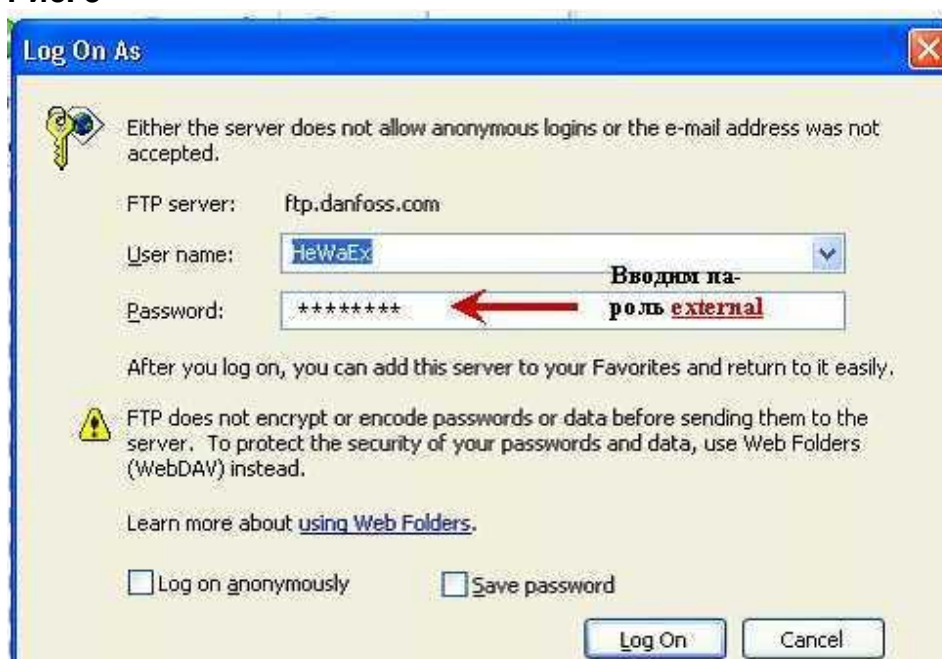 Log On As
Either the server does not allow anonymous logins or the e-mail address was not
accepted.
FTP server: ftp.danfoss.com
User name: HeWaEx
Вводим па-
Password: ******** роль external
After you log on, you can add this server to your Favorites and return to it easily.
FTP does not encrypt or encode passwords or data before sending them to the
server. To protect the security of your passwords and data, use Web Folders
(WebDAV) instead.
Learn more about using Web Folders.
Log on anonymously Save password
Log On Cancel